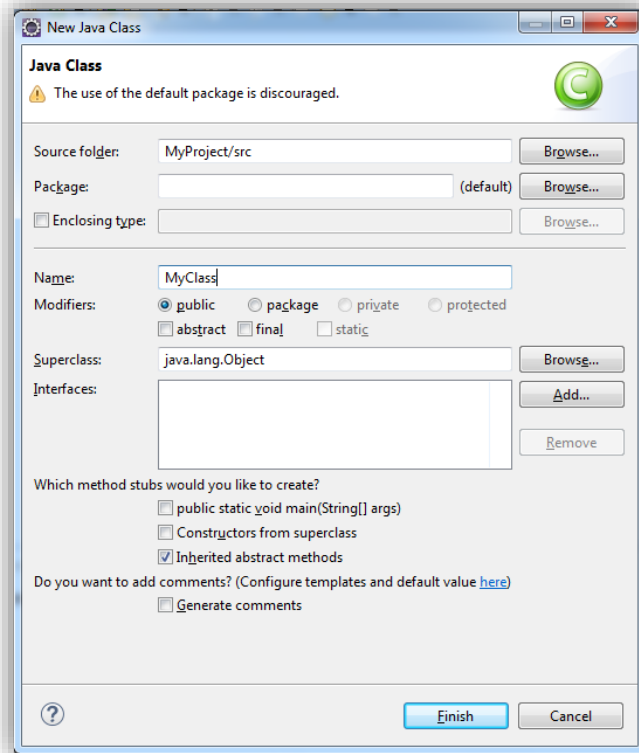 New Java Class
Java Class
The use of the default package is discouraged.
C
Source folder: MyProject/src Browse...
Package: (default) Browse...
Enclosing type: Browse...
Name: MyClass
Modifiers: public package private protected
abstract final static
Superclass: java.lang.Object Browse...
Interfaces: Add...
Remove
Which method stubs would you like to create?
public static void main(String[] args)
Constructors from superclass
Inherited abstract methods
Do you want to add comments? (Configure templates and default value here)
Generate comments
? Finish Cancel